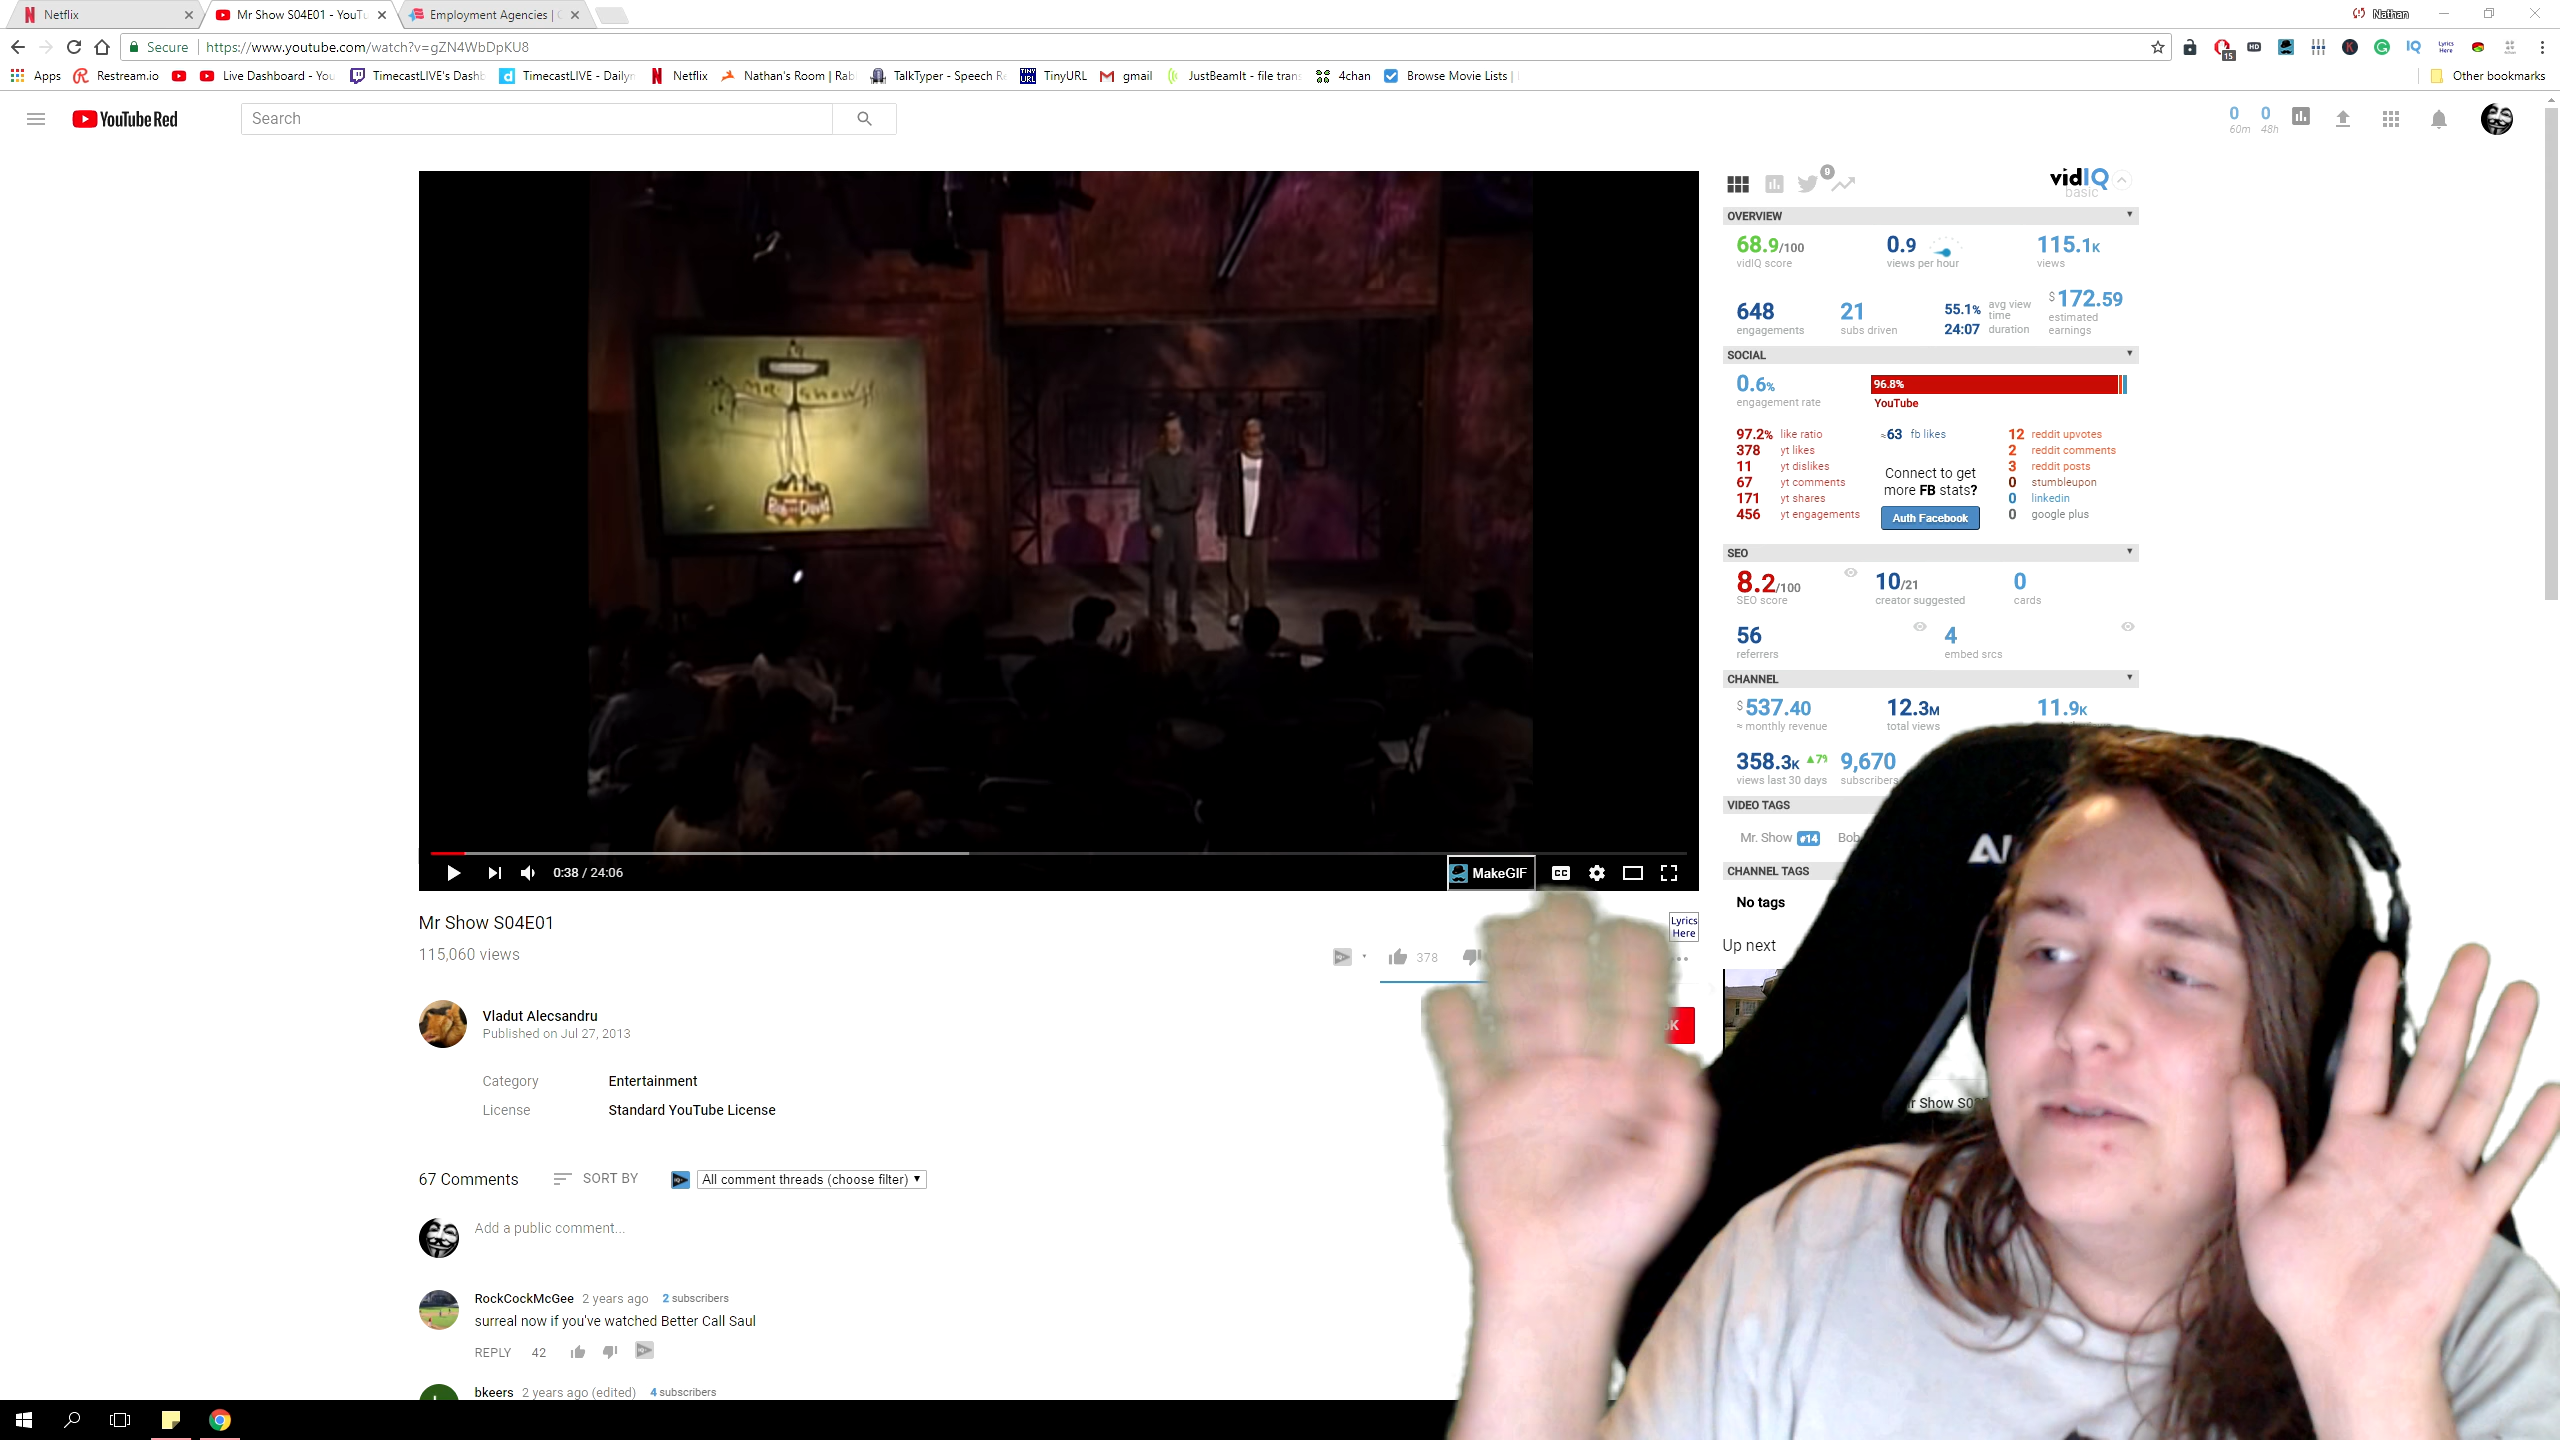 Netflix
Mr Show S04E01 - YouTu
Employment Agencies |
Nathan
Secure https://www.youtube.com/watch?v=gZN4WbDpKU8
Apps Restream.io Live Dashboard - You TimecastLIVE's Dashb TimecastLIVE - Dailyn Netflix Nathan's Room | Rab TalkTyper - Speech Re TinyURL gmail JustBeamIt - file trans 4chan Browse Movie Lists | Other bookmarks
YouTube Red
Search
0 0
60m 48h
9
vidIQ
basic
OVERVIEW
68.9/100 0.9 115.1K
vidIQ score views per hour views
648 21 55.1% avg view time $172.59
engagements subs driven 24:07 duration estimated earnings
SOCIAL
0.6% 96.8%
engagement rate YouTube
97.2% like ratio ≈63 fb likes 12 reddit upvotes
378 yt likes 2 reddit comments
11 yt dislikes Connect to get 3 reddit posts
67 yt comments more FB stats? 0 stumbleupon
171 yt shares 0 linkedin
456 yt engagements Auth Facebook 0 google plus
SEO
8.2/100 10/21 0
SEO score creator suggested cards
56 4
referrers embed srcs
CHANNEL
$537.40 12.3M 11.9K
≈ monthly revenue total views
358.3K 9,670
views last 30 days subscribers
VIDEO TAGS
Mr. Show #14 Bob
CHANNEL TAGS
No tags
Mr. Show
Bob and David
0:38 / 24:06
MakeGIF
CC
Mr Show S04E01
Lyrics Here
115,060 views
378
Up next
Vladut Alecsandru
Published on Jul 27, 2013
Category Entertainment
License Standard YouTube License
67 Comments SORT BY All comment threads (choose filter)
Add a public comment...
RockCockMcGee 2 years ago 2 subscribers
surreal now if you've watched Better Call Saul
REPLY 42
bkeers 2 years ago (edited) 4 subscribers